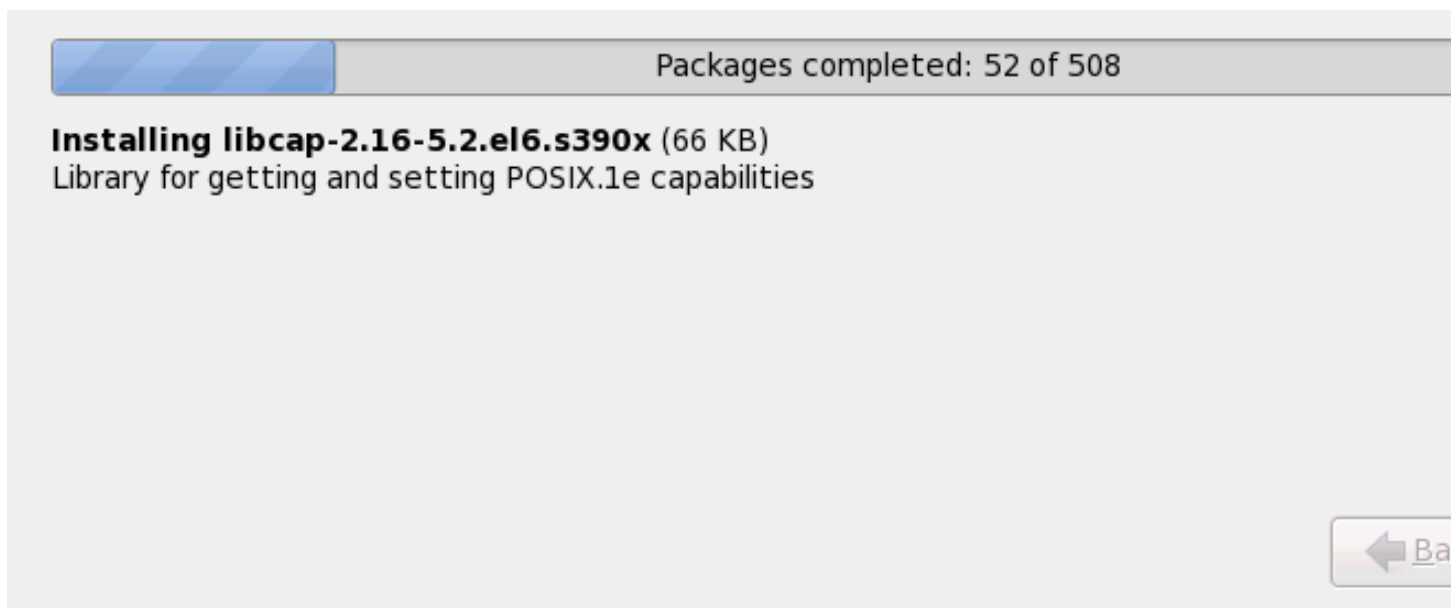 Packages completed: 52 of 508
Installing libcap-2.16-5.2.el6.s390x (66 KB)
Library for getting and setting POSIX.1e capabilities
Ba